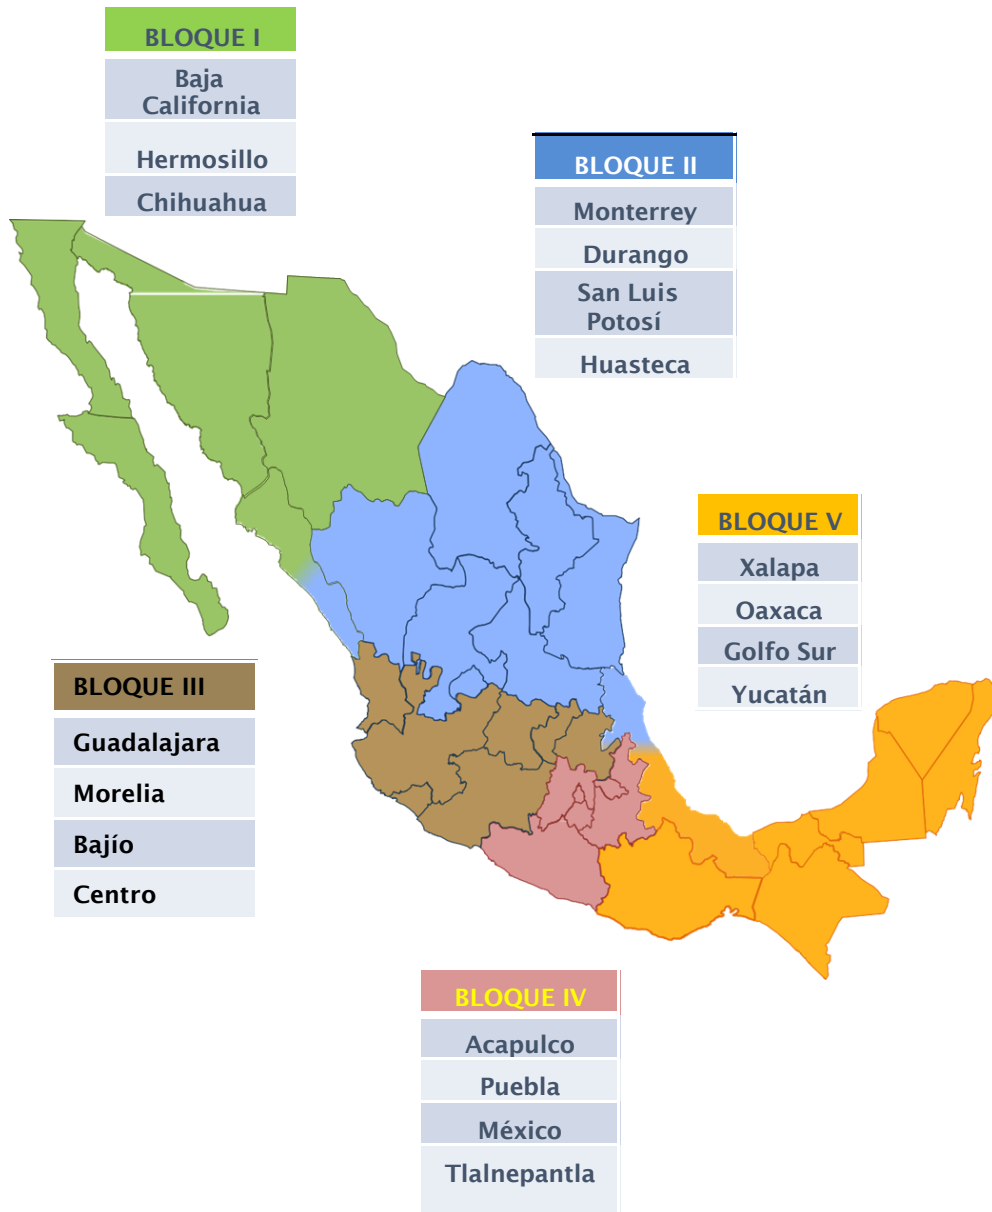 BLOQUE I
Baja
California
Hermosillo
Chihuahua
BLOQUE II
Monterrey
Durango
San Luis
Potosí
Huasteca
BLOQUE V
Xalapa
Oaxaca
Golfo Sur
Yucatán
BLOQUE III
Guadalajara
Morelia
Bajío
Centro
BLOQUE IV
Acapulco
Puebla
México
Tlalnepantla